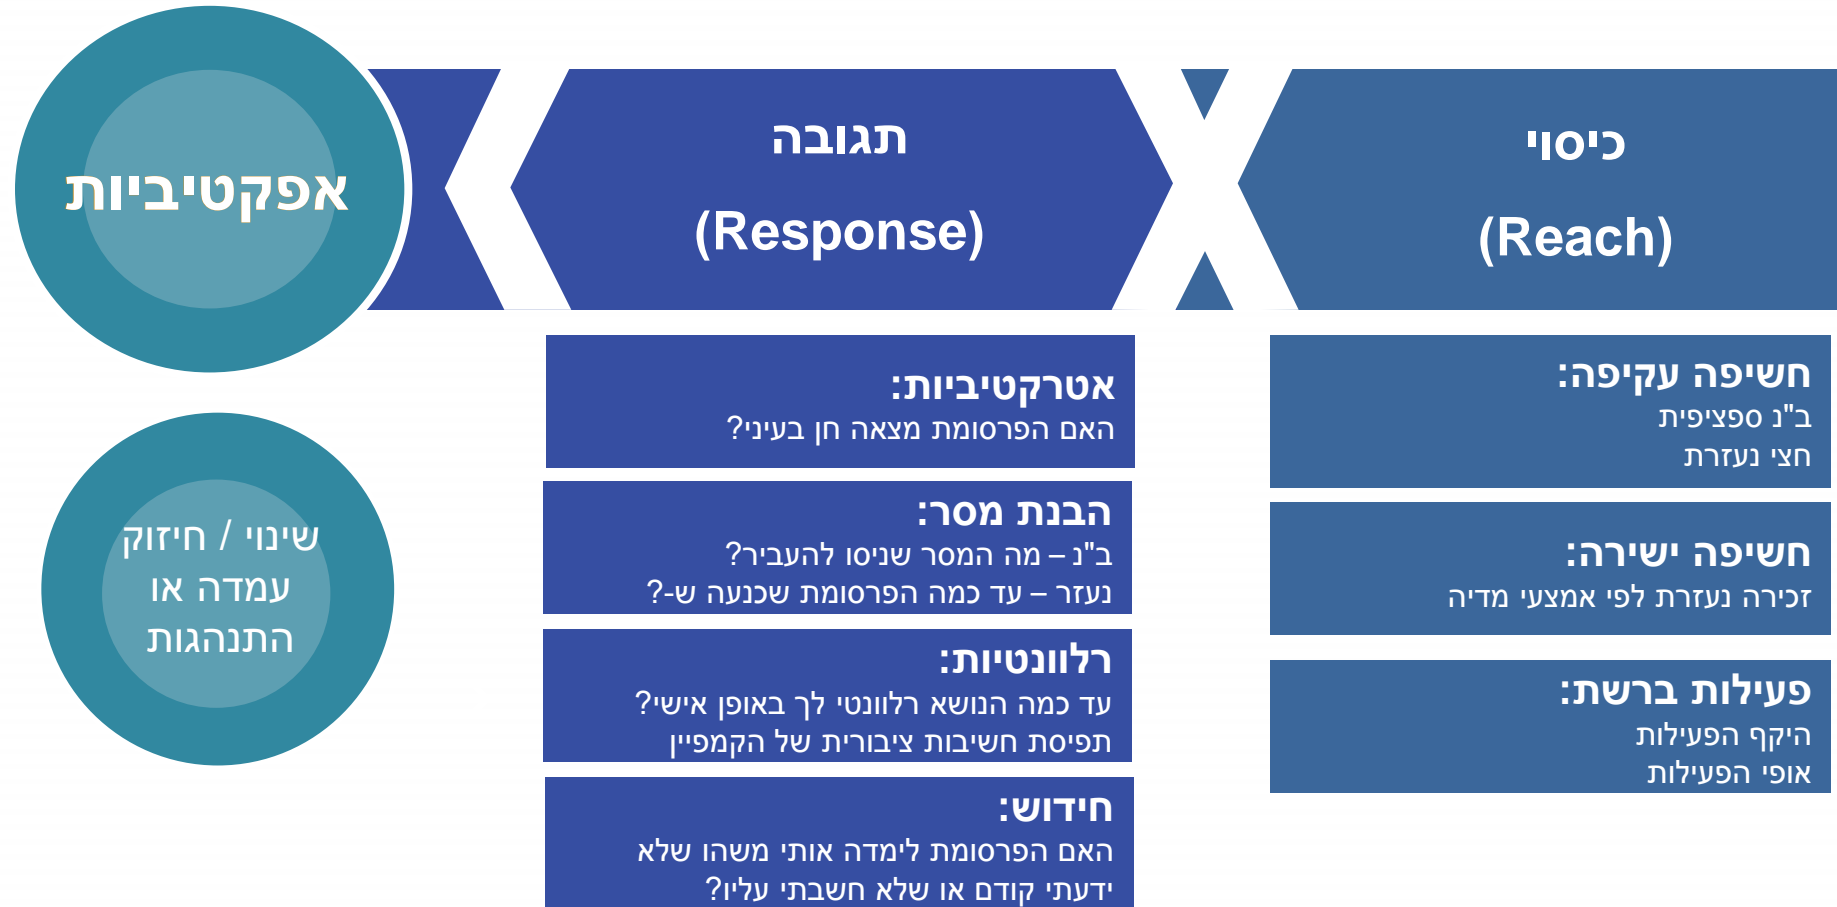 כיסוי
(Reach)
חשיפה עקיפה:
ב"נ ספציפית
חצי נעזרת
חשיפה ישירה:
זכירה נעזרת לפי אמצעי מדיה
פעילות ברשת:
היקף הפעילות
אופי הפעילות
תגובה
(Response)
אטרקטיביות:
האם הפרסומת מצאה חן בעיני?
הבנת מסר:
ב"נ – מה המסר שניסו להעביר?
נעזר – עד כמה הפרסומת שכנעה ש-?
רלוונטיות:
עד כמה הנושא רלוונטי לך באופן אישי?
תפיסת חשיבות ציבורית של הקמפיין
חידוש:
האם הפרסומת לימדה אותי משהו שלא
ידעתי קודם או שלא חשבתי עליו?
אפקטיביות
שינוי / חיזוק
עמדה או
התנהגות